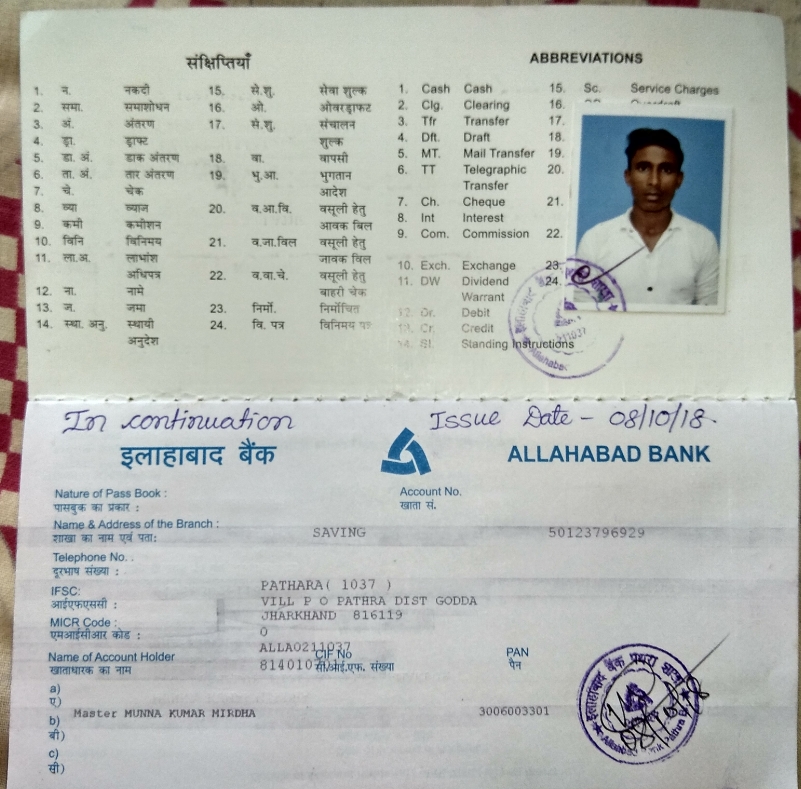 संक्षिप्तियाँ
ABBREVIATIONS
1. न. नकदी 15. से.शु. सेवा शुल्क
2. समा. समाशोधन 16. ओ. ओवरड्राफट
3. अं. अंतरण 17. से.शु. संचालन
शुल्क
4. ड्रा. ड्राफ्ट
5. डा. अं. डाक अंतरण 18. वा. वापसी
6. ता. अं. तार अंतरण 19. भु.आ. भुगतान
आदेश
7. चे. चेक
8. ब्या ब्याज 20. व.आ.वि. वसूली हेतु
आवक बिल
9. कमी कमीशन
10. विनि विनिमय 21. व.जा.विल वसूली हेतु
जावक विल
11. ला.अ. लाभांश
अधिपत्र 22. व.वा.चे. वसूली हेतु
बाहरी चेक
12. ना. नामे
13. ज. जमा 23. निर्मो. निर्मोचित
14. स्था. अनु. स्थायी 24. वि. पत्र विनिमय
अनुदेश
1. Cash Cash 15. Sc. Service Charges
2. Clg. Clearing 16.
3. Tfr Transfer 17.
4. Dft. Draft 18.
5. MT. Mail Transfer 19.
6. TT Telegraphic 20.
Transfer
7. Ch. Cheque 21.
8. Int Interest
9. Com. Commission 22.
10. Exch. Exchange 23.
11. DW Dividend 24.
Warrant
12. Dr. Debit
13. Cr. Credit
14. SI. Standing Instructions
In continuation Issue Date - 08/10/18.
इलाहाबाद बैंक ALLAHABAD BANK
Nature of Pass Book : Account No.
पासबुक का प्रकार : खाता सं.
Name & Address of the Branch :
शाखा का नाम एवं पता: SAVING 50123796929
Telephone No. .
दूरभाष संख्या :
IFSC: PATHARA( 1037 )
आईएफएससी : VILL P O PATHRA DIST GODDA
MICR Code : JHARKHAND 816119
एमआईसीआर कोड : 0
ALLA0211037
Name of Account Holder CIF No PAN
खाताधारक का नाम 8140107 सी.आई.एफ. संख्या पैन
a)
ए)
b) Master MUNNA KUMAR MIRDHA 3006003301
बी)
c)
सी)